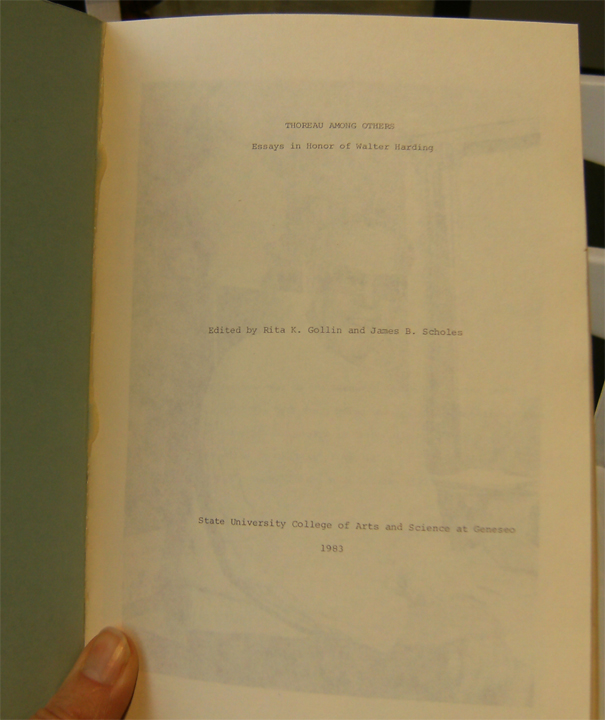 THOREAU AMONG OTHERS
Essays in Honor of Walter Harding
Edited by Rita K. Gollin and James B. Scholes
State University College of Arts and Science at Geneseo
1983